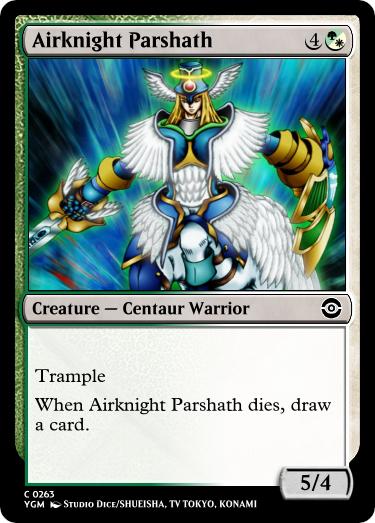 Airknight Parshath 4
Creature — Centaur Warrior
Trample
When Airknight Parshath dies, draw
a card.
5/4
C 0263
YGM Studio Dice/SHUEISHA, TV TOKYO, KONAMI